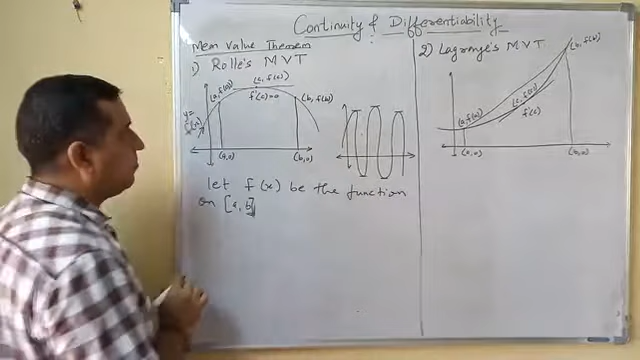 Continuity & Differentiability
Mean Value Theorem
1) Rolle's MVT
(a, f(a))
(c, f(c))
f'(c)=0
(b, f(b))
y=
f(x)
(a,0)
(b,0)
let f(x) be the function
on [a, b]
2) Lagrange's MVT
(b, f(b))
(a, f(a))
(c, f(c))
f'(c)
(a,0)
(b,0)